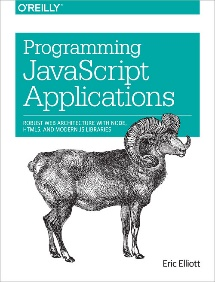 O'REILLY®
Programming
JavaScript
Applications
ROBUST WEB ARCHITECTURE WITH NODE,
HTML5, AND MODERN JS LIBRARIES
Eric Elliott